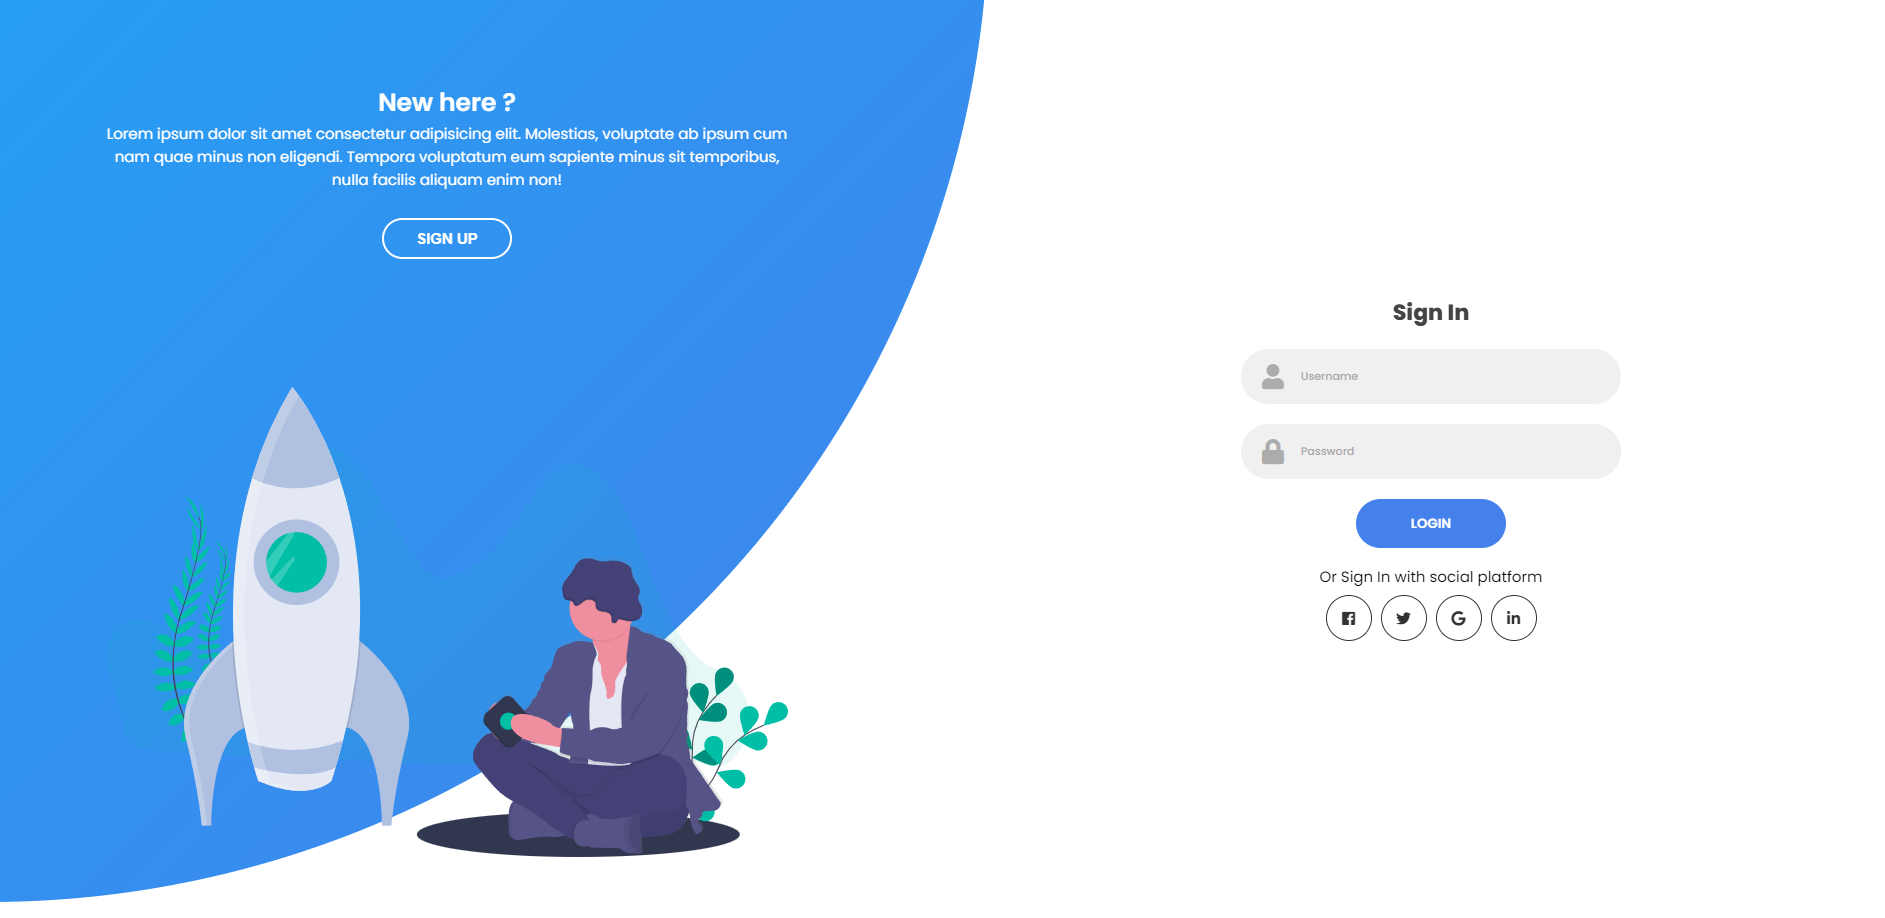 New here ?
Lorem ipsum dolor sit amet consectetur adipisicing elit. Molestias, voluptate ab ipsum cum
nam quae minus non eligendi. Tempora voluptatum eum sapiente minus sit temporibus,
nulla facilis aliquam enim non!
SIGN UP
Sign In
Username
Password
LOGIN
Or Sign In with social platform